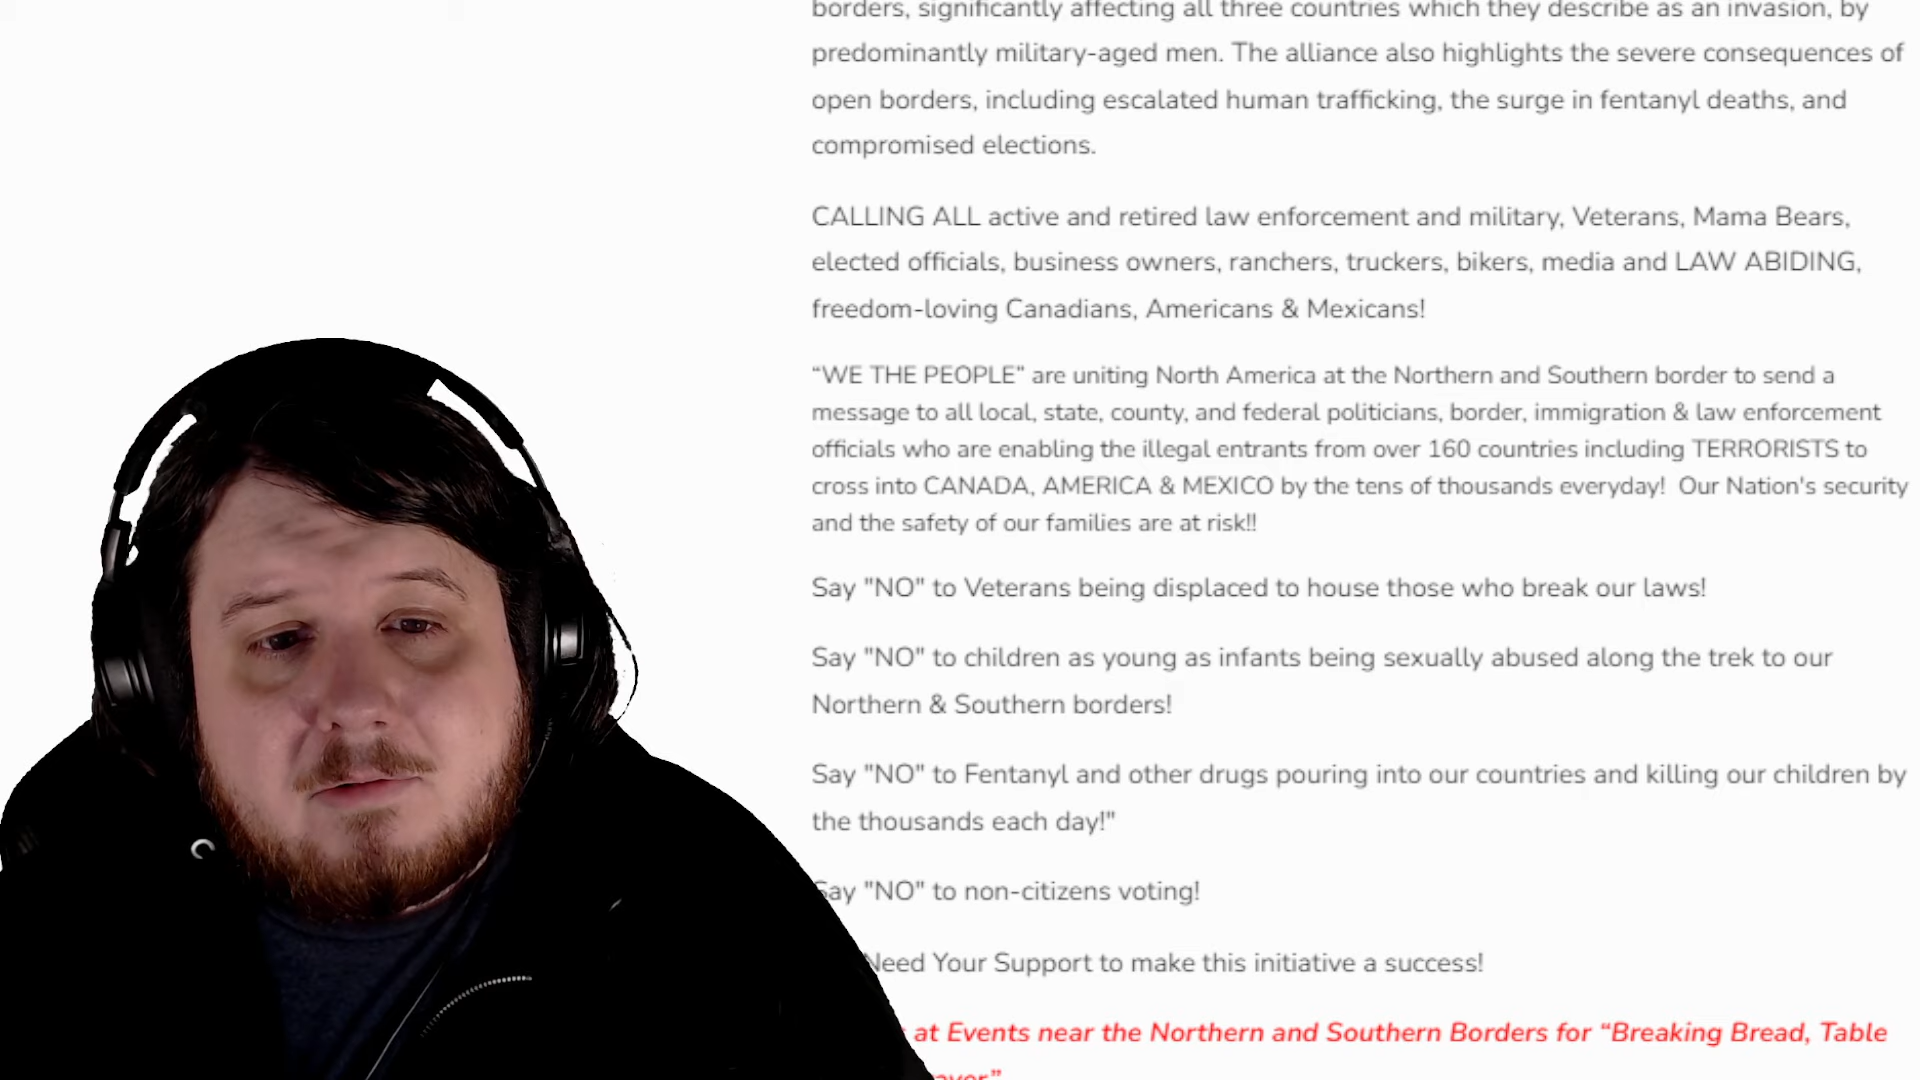 borders, significantly affecting all three countries which they describe as an invasion, by
predominantly military-aged men. The alliance also highlights the severe consequences of
open borders, including escalated human trafficking, the surge in fentanyl deaths, and
compromised elections.
CALLING ALL active and retired law enforcement and military, Veterans, Mama Bears,
elected officials, business owners, ranchers, truckers, bikers, media and LAW ABIDING,
freedom-loving Canadians, Americans & Mexicans!
“WE THE PEOPLE” are uniting North America at the Northern and Southern border to send a
message to all local, state, county, and federal politicians, border, immigration & law enforcement
officials who are enabling the illegal entrants from over 160 countries including TERRORISTS to
cross into CANADA, AMERICA & MEXICO by the tens of thousands everyday! Our Nation's security
and the safety of our families are at risk!!
Say "NO" to Veterans being displaced to house those who break our laws!
Say "NO" to children as young as infants being sexually abused along the trek to our
Northern & Southern borders!
Say "NO" to Fentanyl and other drugs pouring into our countries and killing our children by
the thousands each day!"
Say "NO" to non-citizens voting!
Need Your Support to make this initiative a success!
at Events near the Northern and Southern Borders for “Breaking Bread, Table